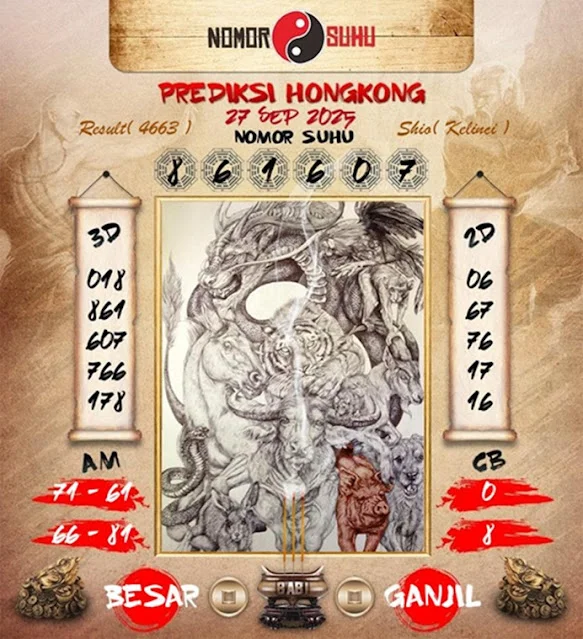 NOMOR SUHU
PREDIKSI HONGKONG
27 SEP 2025
Result( 4663 )
NOMOR SUHU
Shio( Kelinci )
8 6 1 6 0 7
3D
018
861
607
766
178
2D
06
67
76
17
16
AM
71 - 61
66 - 81
CB
0
8
BESAR
BABI
GANJIL